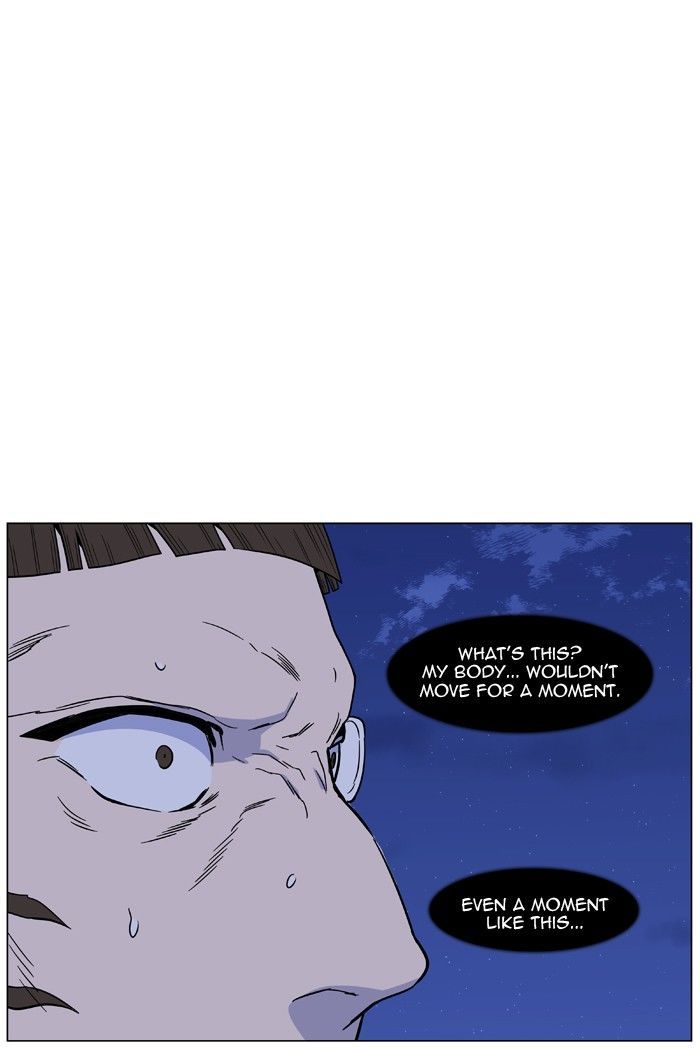 WHAT'S THIS?
MY BODY... WOULDN'T
MOVE FOR A MOMENT.
EVEN A MOMENT
LIKE THIS...